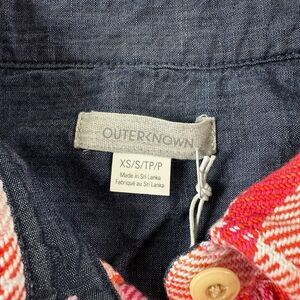 OUTERKNOWN
XS/S/TP/P
Made in Sri Lanka
Fabriqué au Sri Lanka